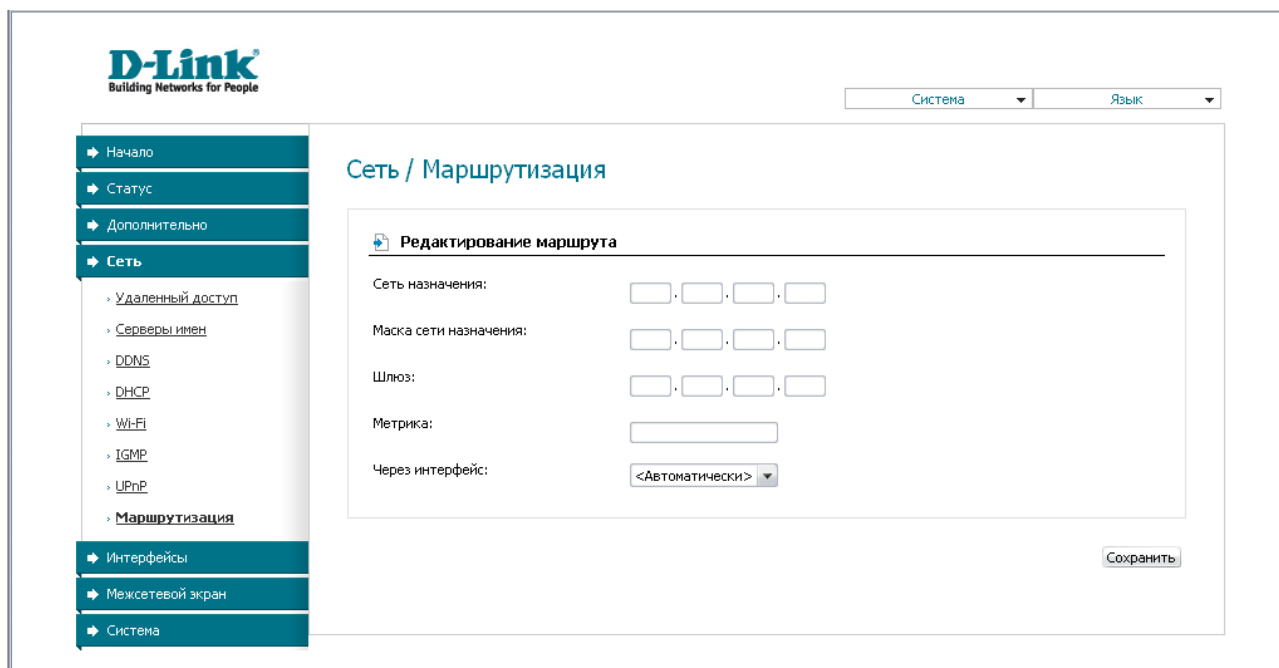 D-Link
Building Networks for People
Система
Язык
Начало
Статус
Дополнительно
Сеть
Удаленный доступ
Серверы имен
DDNS
DHCP
Wi-Fi
IGMP
UPnP
Маршрутизация
Интерфейсы
Межсетевой экран
Система
Сеть / Маршрутизация
Редактирование маршрута
Сеть назначения:
. . .
Маска сети назначения:
. . .
Шлюз:
. . .
Метрика:
Через интерфейс:
<Автоматически>
Сохранить